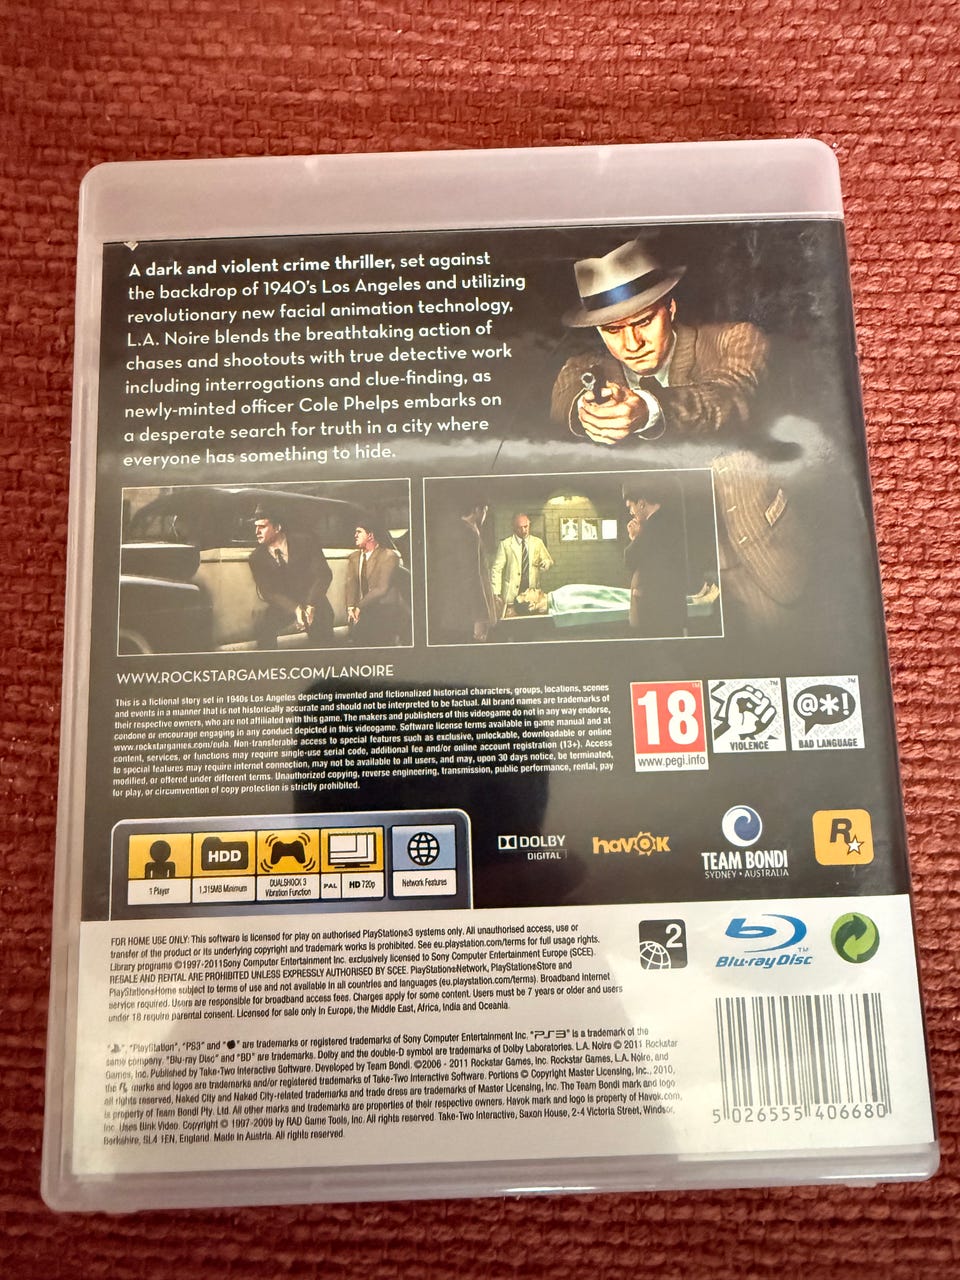 A dark and violent crime thriller, set against
the backdrop of 1940's Los Angeles and utilizing
revolutionary new facial animation technology,
L.A. Noire blends the breathtaking action of
chases and shootouts with true detective work
including interrogations and clue-finding, as
newly-minted officer Cole Phelps embarks on
a desperate search for truth in a city where
everyone has something to hide.
WWW.ROCKSTARGAMES.COM/LANOIRE
This is a fictional story set in 1940s Los Angeles depicting invented and fictionalized historical characters, groups, locations, scenes
and events in a manner that is not historically accurate and should not be interpreted to be factual. All brand names are trademarks of
their respective owners, who are not affiliated with this game. The makers and publishers of this videogame do not in any way endorse,
condone or encourage engaging in any conduct depicted in this videogame. Software license terms available in game manual and at
www.rockstargames.com/eula. Non-transferable access to special features such as exclusive, unlockable, downloadable or online
content, services, or functions may require single-use serial code, additional fee and/or online account registration (13+). Access
to special features may require internet connection, may not be available to all users, and may, upon 30 days notice, be terminated,
modified, or offered under different terms. Unauthorized copying, reverse engineering, transmission, public performance, rental, pay
for play, or circumvention of copy protection is strictly prohibited.
18
www.pegi.info
VIOLENCE
@*!
BAD LANGUAGE
1 Player
HDD
1,315MB Minimum
DUALSHOCK 3
Vibration Function
PAL
HD 720p
Network Features
DOLBY
DIGITAL
havok
TEAM BONDI
SYDNEY • AUSTRALIA
R
FOR HOME USE ONLY: This software is licensed for play on authorised PlayStation®3 systems only. All unauthorised access, use or
transfer of the product or its underlying copyright and trademark works is prohibited. See eu.playstation.com/terms for full usage rights.
Library programs ©1997-2011 Sony Computer Entertainment Inc. exclusively licensed to Sony Computer Entertainment Europe (SCEE).
RESALE AND RENTAL ARE PROHIBITED UNLESS EXPRESSLY AUTHORISED BY SCEE. PlayStation®Network, PlayStation®Store and
PlayStation®Home subject to terms of use and not available in all countries and languages (eu.playstation.com/terms). Broadband internet
service required. Users are responsible for broadband access fees. Charges apply for some content. Users must be 7 years or older and users
under 18 require parental consent. Licensed for sale only in Europe, the Middle East, Africa, India and Oceania.
2
Blu-ray Disc
TM
" ", "PlayStation", "PS3" and " " are trademarks or registered trademarks of Sony Computer Entertainment Inc. "PS3" is a trademark of the
same company. "Blu-ray Disc" and "BD" are trademarks. Dolby and the double-D symbol are trademarks of Dolby Laboratories. L.A. Noire © 2011 Rockstar
Games, Inc. Published by Take-Two Interactive Software. Developed by Team Bondi. ©2006 - 2011 Rockstar Games, Inc. Rockstar Games, L.A. Noire, and
the R* marks and logos are trademarks and/or registered trademarks of Take-Two Interactive Software. Portions © Copyright Master Licensing, Inc., 2010,
all rights reserved, Naked City and Naked City-related trademarks and trade dress are trademarks of Master Licensing, Inc. The Team Bondi mark and logo
is property of Team Bondi Pty. Ltd. All other marks and trademarks are properties of their respective owners. Havok mark and logo is property of Havok.com,
Inc. Uses Bink Video. Copyright © 1997-2009 by RAD Game Tools, Inc. All rights reserved. Take-Two Interactive, Saxon House, 2-4 Victoria Street, Windsor,
Berkshire, SL4 1EN, England. Made in Austria. All rights reserved.
5 026555 406680